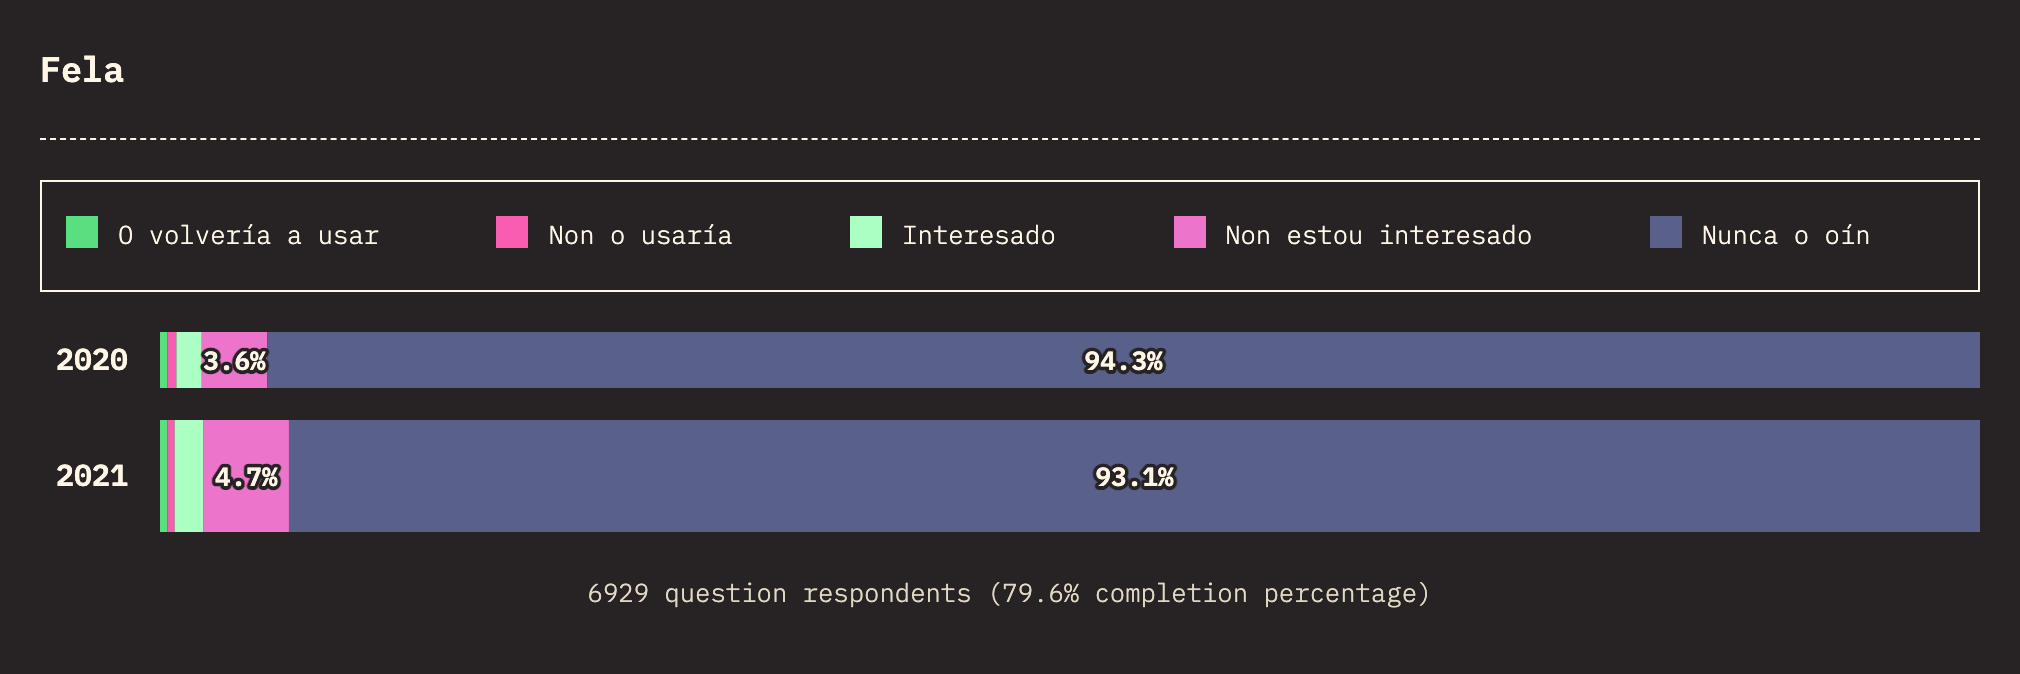 Fela
O volvería a usar
Non o usaría
Interesado
Non estou interesado
Nunca o oín
2020
3.6%
94.3%
2021
4.7%
93.1%
6929 question respondents (79.6% completion percentage)